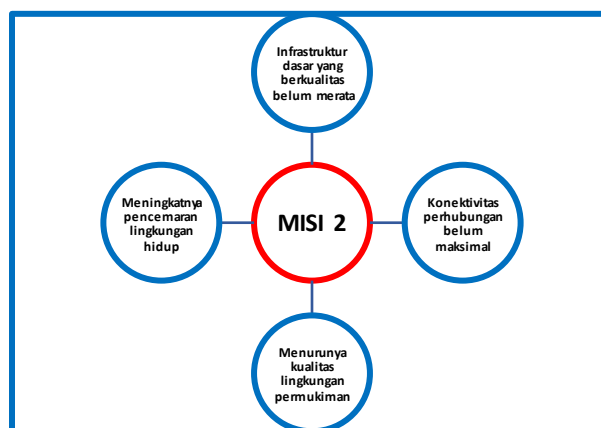 Infrastruktur
dasar yang
berkualitas
belum merata
Meningkatnya
pencemaran
lingkungan
hidup
MISI 2
Konektivitas
perhubungan
belum
maksimal
Menurunya
kualitas
lingkungan
permukiman